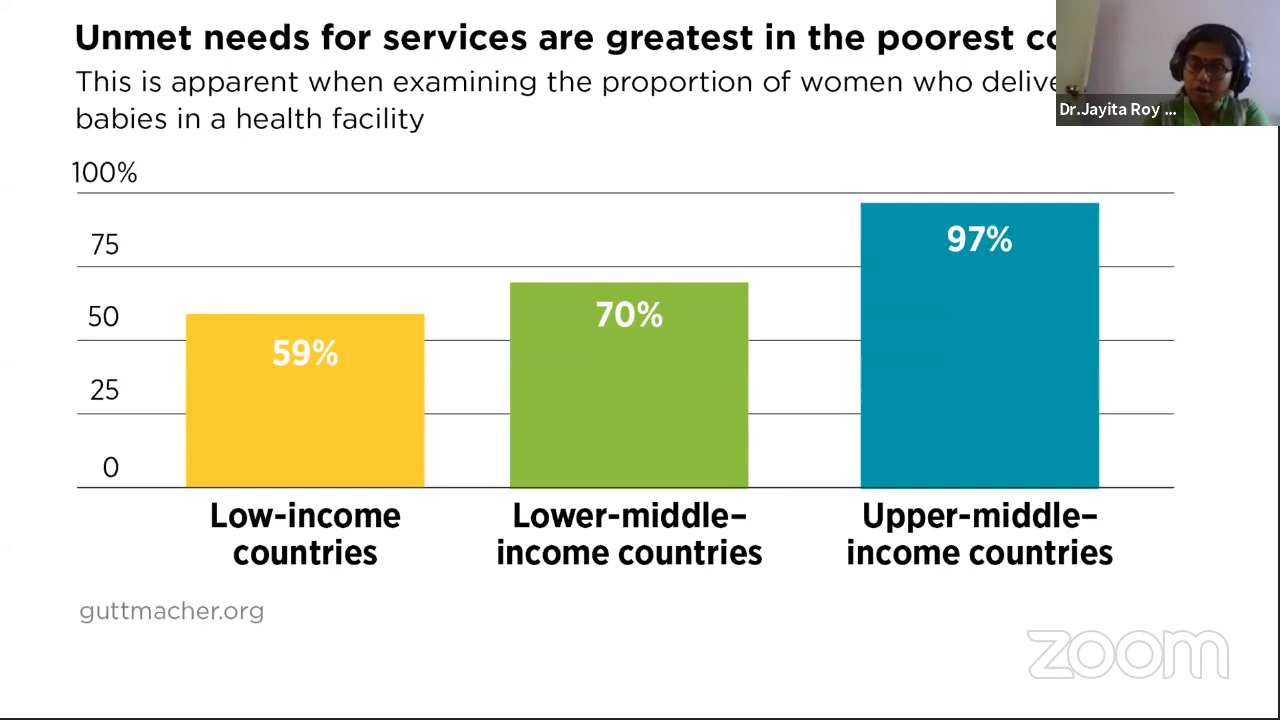 Unmet needs for services are greatest in the poorest
This is apparent when examining the proportion of women who
babies in a health facility
Dr.Jayita Roy ...
100%
75
50
25
0
59%
70%
97%
Low-income
countries
Lower-middle–
income countries
Upper-middle–
income countries
guttmacher.org
zoom